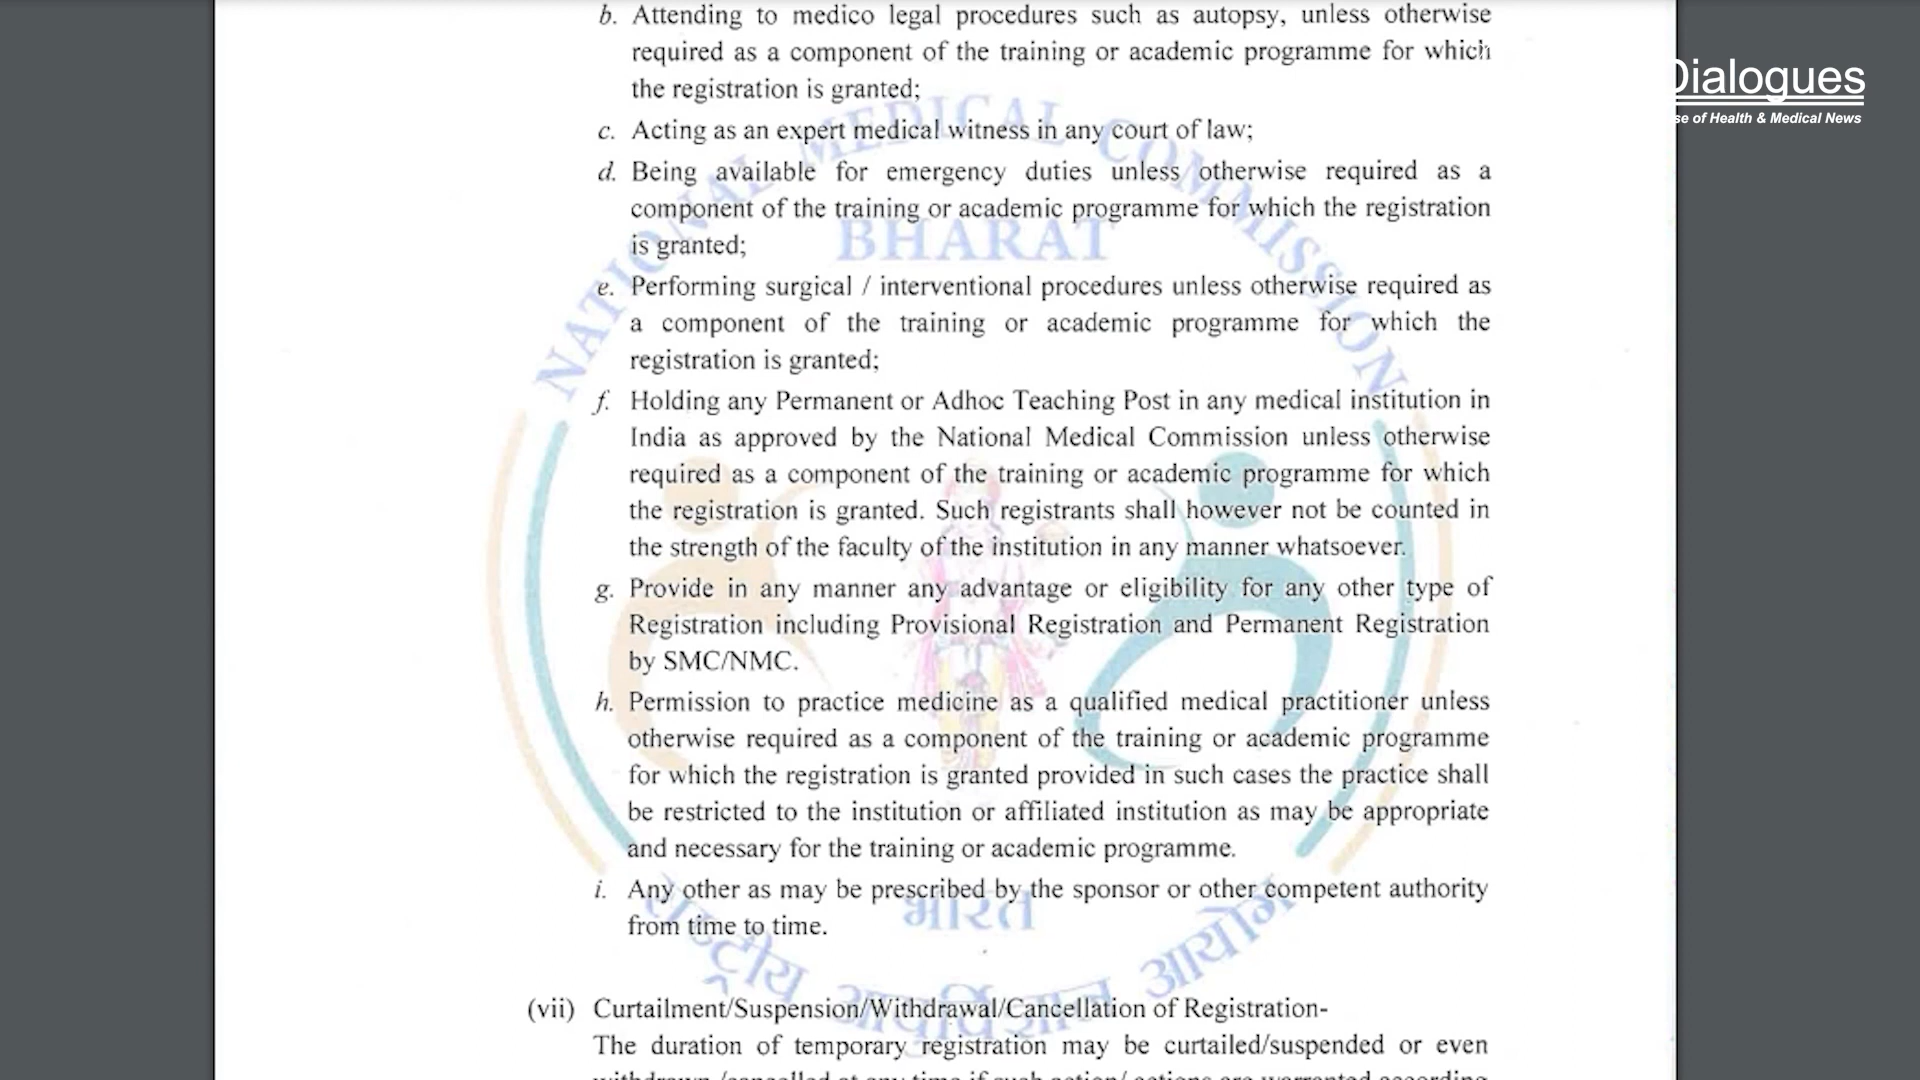 b. Attending to medico legal procedures such as autopsy, unless otherwise
required as a component of the training or academic programme for which
the registration is granted;
c. Acting as an expert medical witness in any court of law;
d. Being available for emergency duties unless otherwise required as a
component of the training or academic programme for which the registration
is granted;
e. Performing surgical / interventional procedures unless otherwise required as
a component of the training or academic programme for which the
registration is granted;
f. Holding any Permanent or Adhoc Teaching Post in any medical institution in
India as approved by the National Medical Commission unless otherwise
required as a component of the training or academic programme for which
the registration is granted. Such registrants shall however not be counted in
the strength of the faculty of the institution in any manner whatsoever.
g. Provide in any manner any advantage or eligibility for any other type of
Registration including Provisional Registration and Permanent Registration
by SMC/NMC.
h. Permission to practice medicine as a qualified medical practitioner unless
otherwise required as a component of the training or academic programme
for which the registration is granted provided in such cases the practice shall
be restricted to the institution or affiliated institution as may be appropriate
and necessary for the training or academic programme.
i. Any other as may be prescribed by the sponsor or other competent authority
from time to time.
(vii) Curtailment/Suspension/Withdrawal/Cancellation of Registration-
The duration of temporary registration may be curtailed/suspended or even
NATIONAL MEDICAL COMMISSION
BHARAT
भारत
राष्ट्रीय आयुर्विज्ञान आयोग
Dialogues
se of Health & Medical News